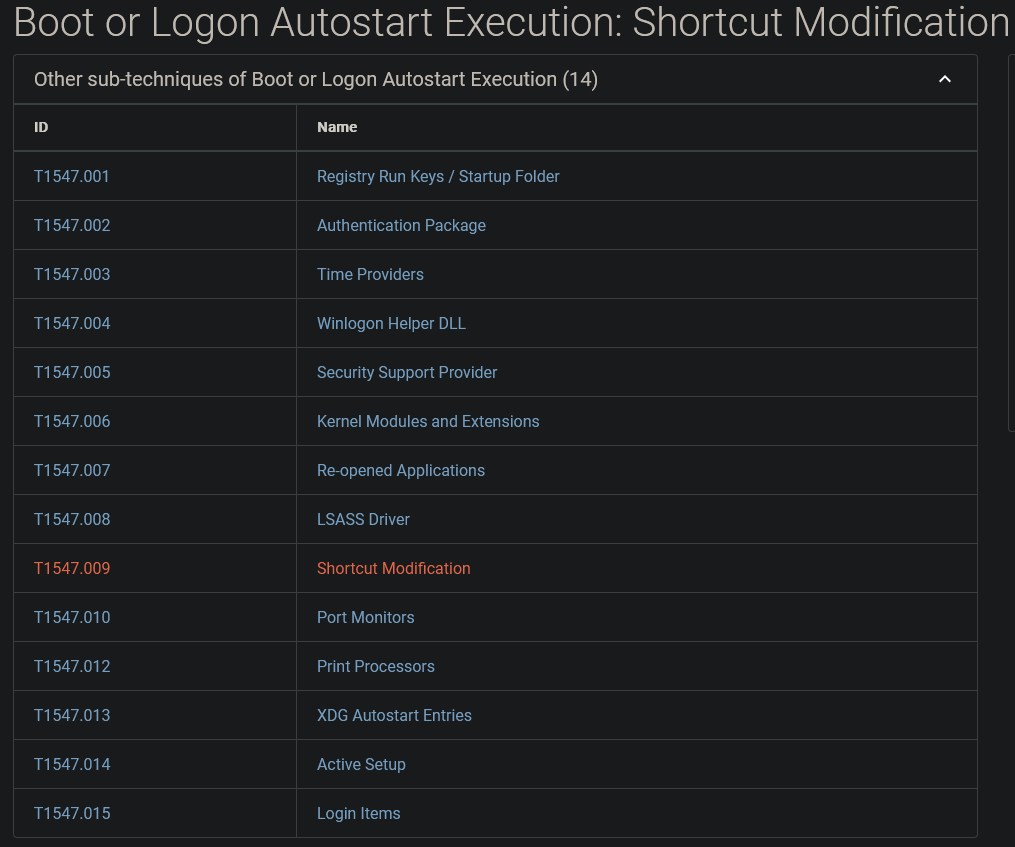 Boot or Logon Autostart Execution: Shortcut Modification
Other sub-techniques of Boot or Logon Autostart Execution (14)
ID Name
T1547.001 Registry Run Keys / Startup Folder
T1547.002 Authentication Package
T1547.003 Time Providers
T1547.004 Winlogon Helper DLL
T1547.005 Security Support Provider
T1547.006 Kernel Modules and Extensions
T1547.007 Re-opened Applications
T1547.008 LSASS Driver
T1547.009 Shortcut Modification
T1547.010 Port Monitors
T1547.012 Print Processors
T1547.013 XDG Autostart Entries
T1547.014 Active Setup
T1547.015 Login Items